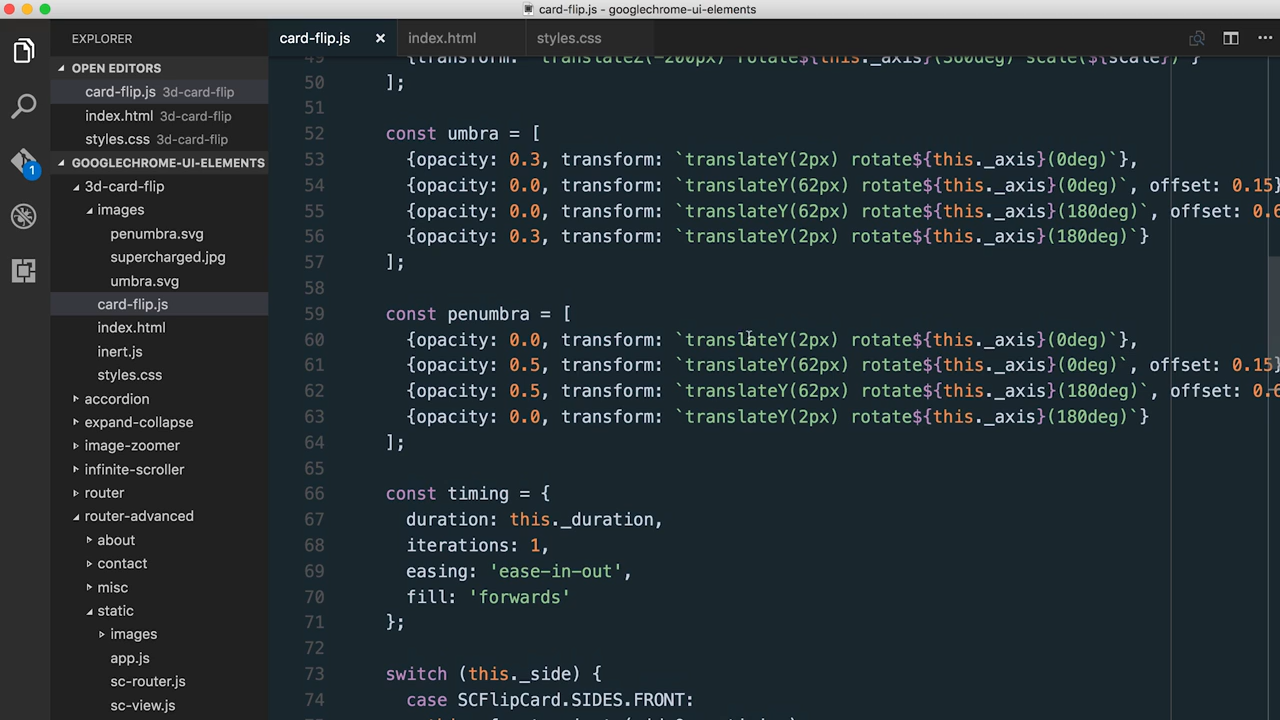 card-flip.js - googlechrome-ui-elements
EXPLORER
OPEN EDITORS
card-flip.js 3d-card-flip
index.html 3d-card-flip
styles.css 3d-card-flip
GOOGLECHROME-UI-ELEMENTS
3d-card-flip
images
penumbra.svg
supercharged.jpg
umbra.svg
card-flip.js
index.html
inert.js
styles.css
accordion
expand-collapse
image-zoomer
infinite-scroller
router
router-advanced
about
contact
misc
static
images
app.js
sc-router.js
sc-view.js
1
card-flip.js × index.html styles.css
49 {transform: `translateZ(-200px) rotate${this._axis}(360deg) scale(${scale})`}
50 ];
51
52 const umbra = [
53 {opacity: 0.3, transform: `translateY(2px) rotate${this._axis}(0deg)`},
54 {opacity: 0.0, transform: `translateY(62px) rotate${this._axis}(0deg)`, offset: 0.15}
55 {opacity: 0.0, transform: `translateY(62px) rotate${this._axis}(180deg)`, offset: 0.6
56 {opacity: 0.3, transform: `translateY(2px) rotate${this._axis}(180deg)`}
57 ];
58
59 const penumbra = [
60 {opacity: 0.0, transform: `translateY(2px) rotate${this._axis}(0deg)`},
61 {opacity: 0.5, transform: `translateY(62px) rotate${this._axis}(0deg)`, offset: 0.15}
62 {opacity: 0.5, transform: `translateY(62px) rotate${this._axis}(180deg)`, offset: 0.6
63 {opacity: 0.0, transform: `translateY(2px) rotate${this._axis}(180deg)`}
64 ];
65
66 const timing = {
67 duration: this._duration,
68 iterations: 1,
69 easing: 'ease-in-out',
70 fill: 'forwards'
71 };
72
73 switch (this._side) {
74 case SCFlipCard.SIDES.FRONT: